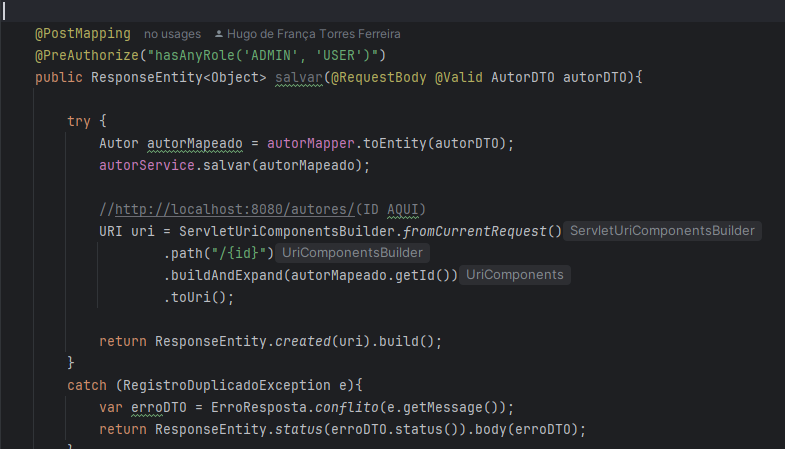 @PostMapping no usages Hugo de França Torres Ferreira
@PreAuthorize("hasAnyRole('ADMIN', 'USER')")
public ResponseEntity<Object> salvar(@RequestBody @Valid AutorDTO autorDTO){
try {
Autor autorMapeado = autorMapper.toEntity(autorDTO);
autorService.salvar(autorMapeado);
//http://localhost:8080/autores/(ID AQUI)
URI uri = ServletUriComponentsBuilder.fromCurrentRequest() ServletUriComponentsBuilder
.path("/{id}") UriComponentsBuilder
.buildAndExpand(autorMapeado.getId()) UriComponents
.toUri();
return ResponseEntity.created(uri).build();
}
catch (RegistroDuplicadoException e){
var erroDTO = ErroResposta.conflito(e.getMessage());
return ResponseEntity.status(erroDTO.status()).body(erroDTO);
}